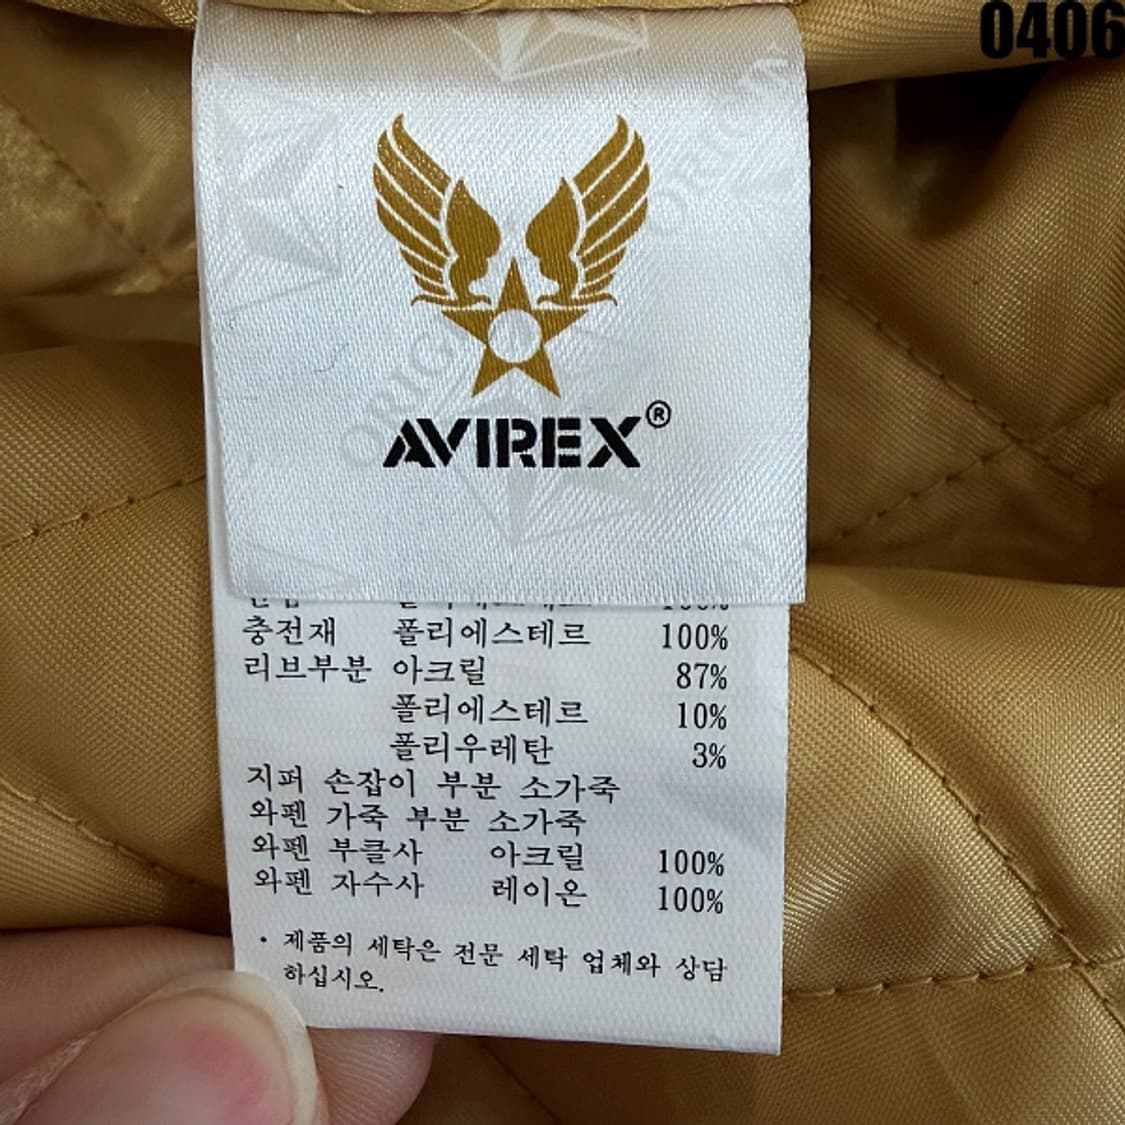 0406
AVIREX®
충전재 폴리에스테르 100%
리브부분 아크릴 87%
폴리에스테르 10%
폴리우레탄 3%
지퍼 손잡이 부분 소가죽
와펜 가죽 부분 소가죽
와펜 부클사 아크릴 100%
와펜 자수사 레이온 100%
· 제품의 세탁은 전문 세탁 업체와 상담
하십시오.